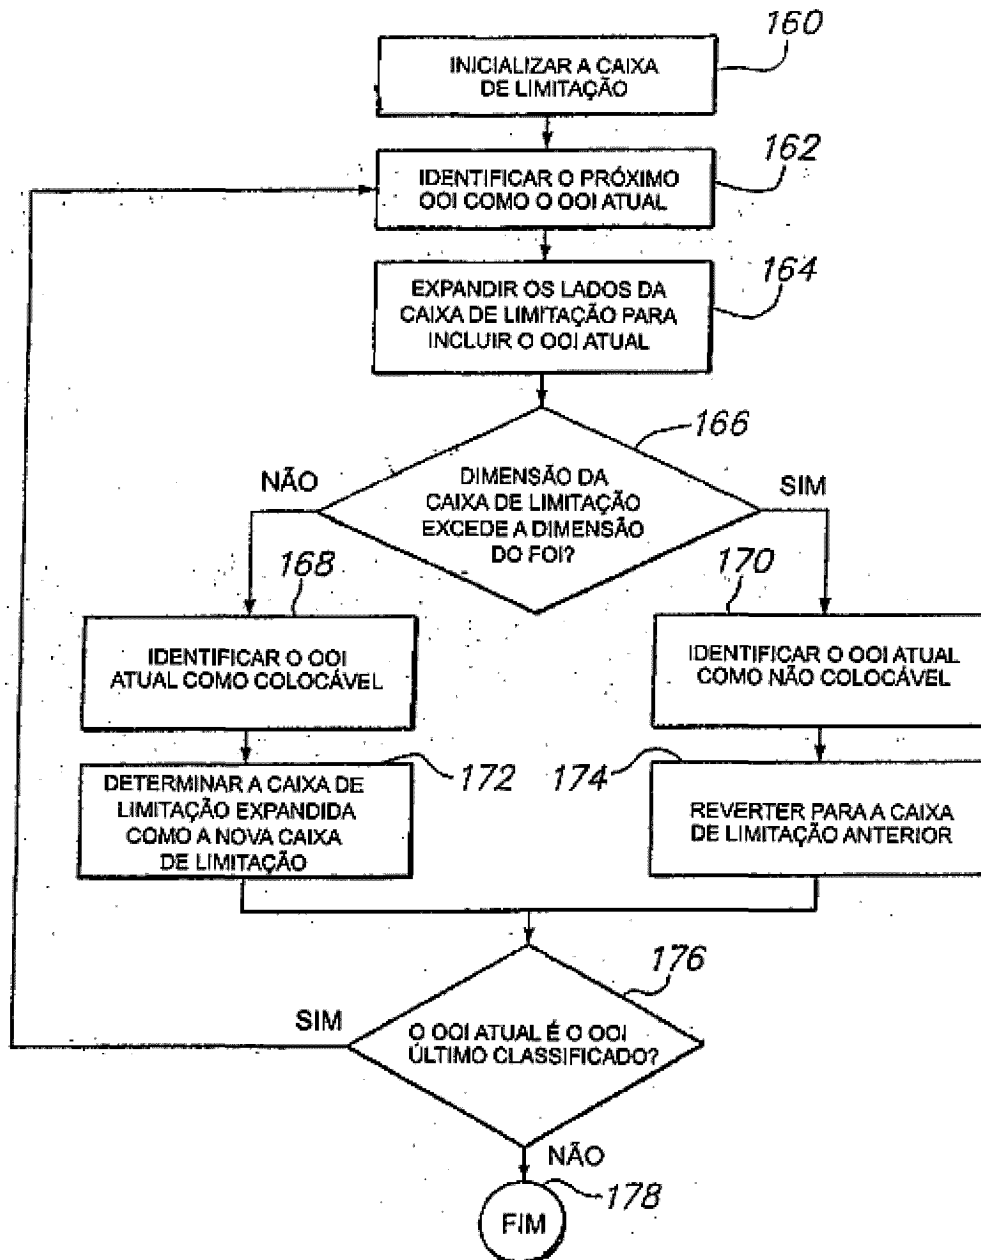 160
INICIALIZAR A CAIXA
DE LIMITAÇÃO
162
IDENTIFICAR O PRÓXIMO
OOI COMO O OOI ATUAL
164
EXPANDIR OS LADOS DA
CAIXA DE LIMITAÇÃO PARA
INCLUIR O OOI ATUAL
166
NÃO
DIMENSÃO DA
CAIXA DE LIMITAÇÃO
EXCEDE A DIMENSÃO
DO FOI?
SIM
168
170
IDENTIFICAR O OOI
ATUAL COMO COLOCÁVEL
IDENTIFICAR O OOI ATUAL
COMO NÃO COLOCÁVEL
172
174
DETERMINAR A CAIXA DE
LIMITAÇÃO EXPANDIDA
COMO A NOVA CAIXA
DE LIMITAÇÃO
REVERTER PARA A CAIXA
DE LIMITAÇÃO ANTERIOR
176
SIM
O OOI ATUAL É O OOI
ÚLTIMO CLASSIFICADO?
NÃO
178
FIM